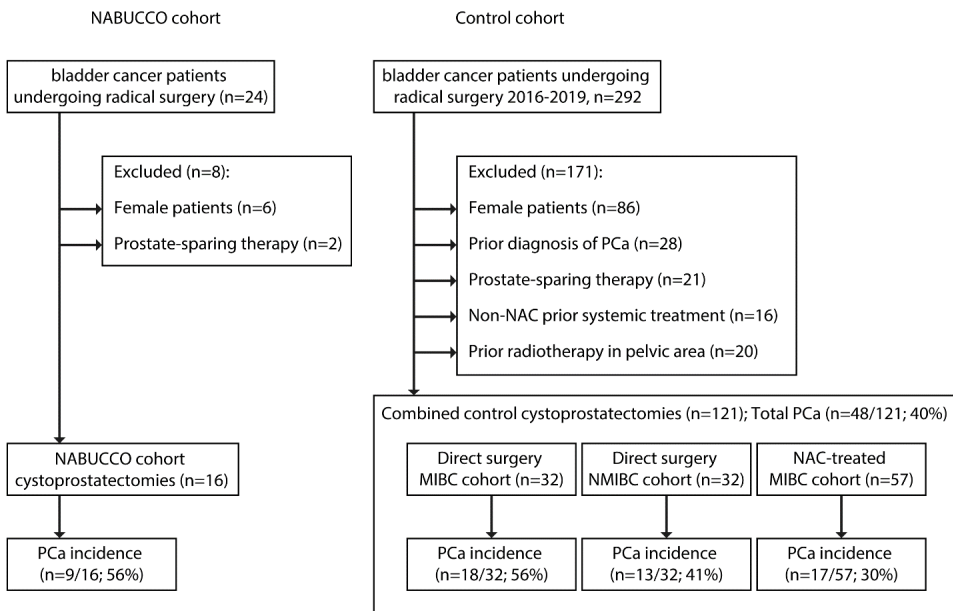 NABUCCO cohort
bladder cancer patients
undergoing radical surgery (n=24)
Excluded (n=8):
Female patients (n=6)
Prostate-sparing therapy (n=2)
NABUCCO cohort
cystoprostatectomies (n=16)
PCa incidence
(n=9/16; 56%)
Control cohort
bladder cancer patients undergoing
radical surgery 2016-2019, n=292
Excluded (n=171):
Female patients (n=86)
Prior diagnosis of PCa (n=28)
Prostate-sparing therapy (n=21)
Non-NAC prior systemic treatment (n=16)
Prior radiotherapy in pelvic area (n=20)
Combined control cystoprostatectomies (n=121); Total PCa (n=48/121; 40%)
Direct surgery
MIBC cohort (n=32)
PCa incidence
(n=18/32; 56%)
Direct surgery
NMIBC cohort (n=32)
PCa incidence
(n=13/32; 41%)
NAC-treated
MIBC cohort (n=57)
PCa incidence
(n=17/57; 30%)